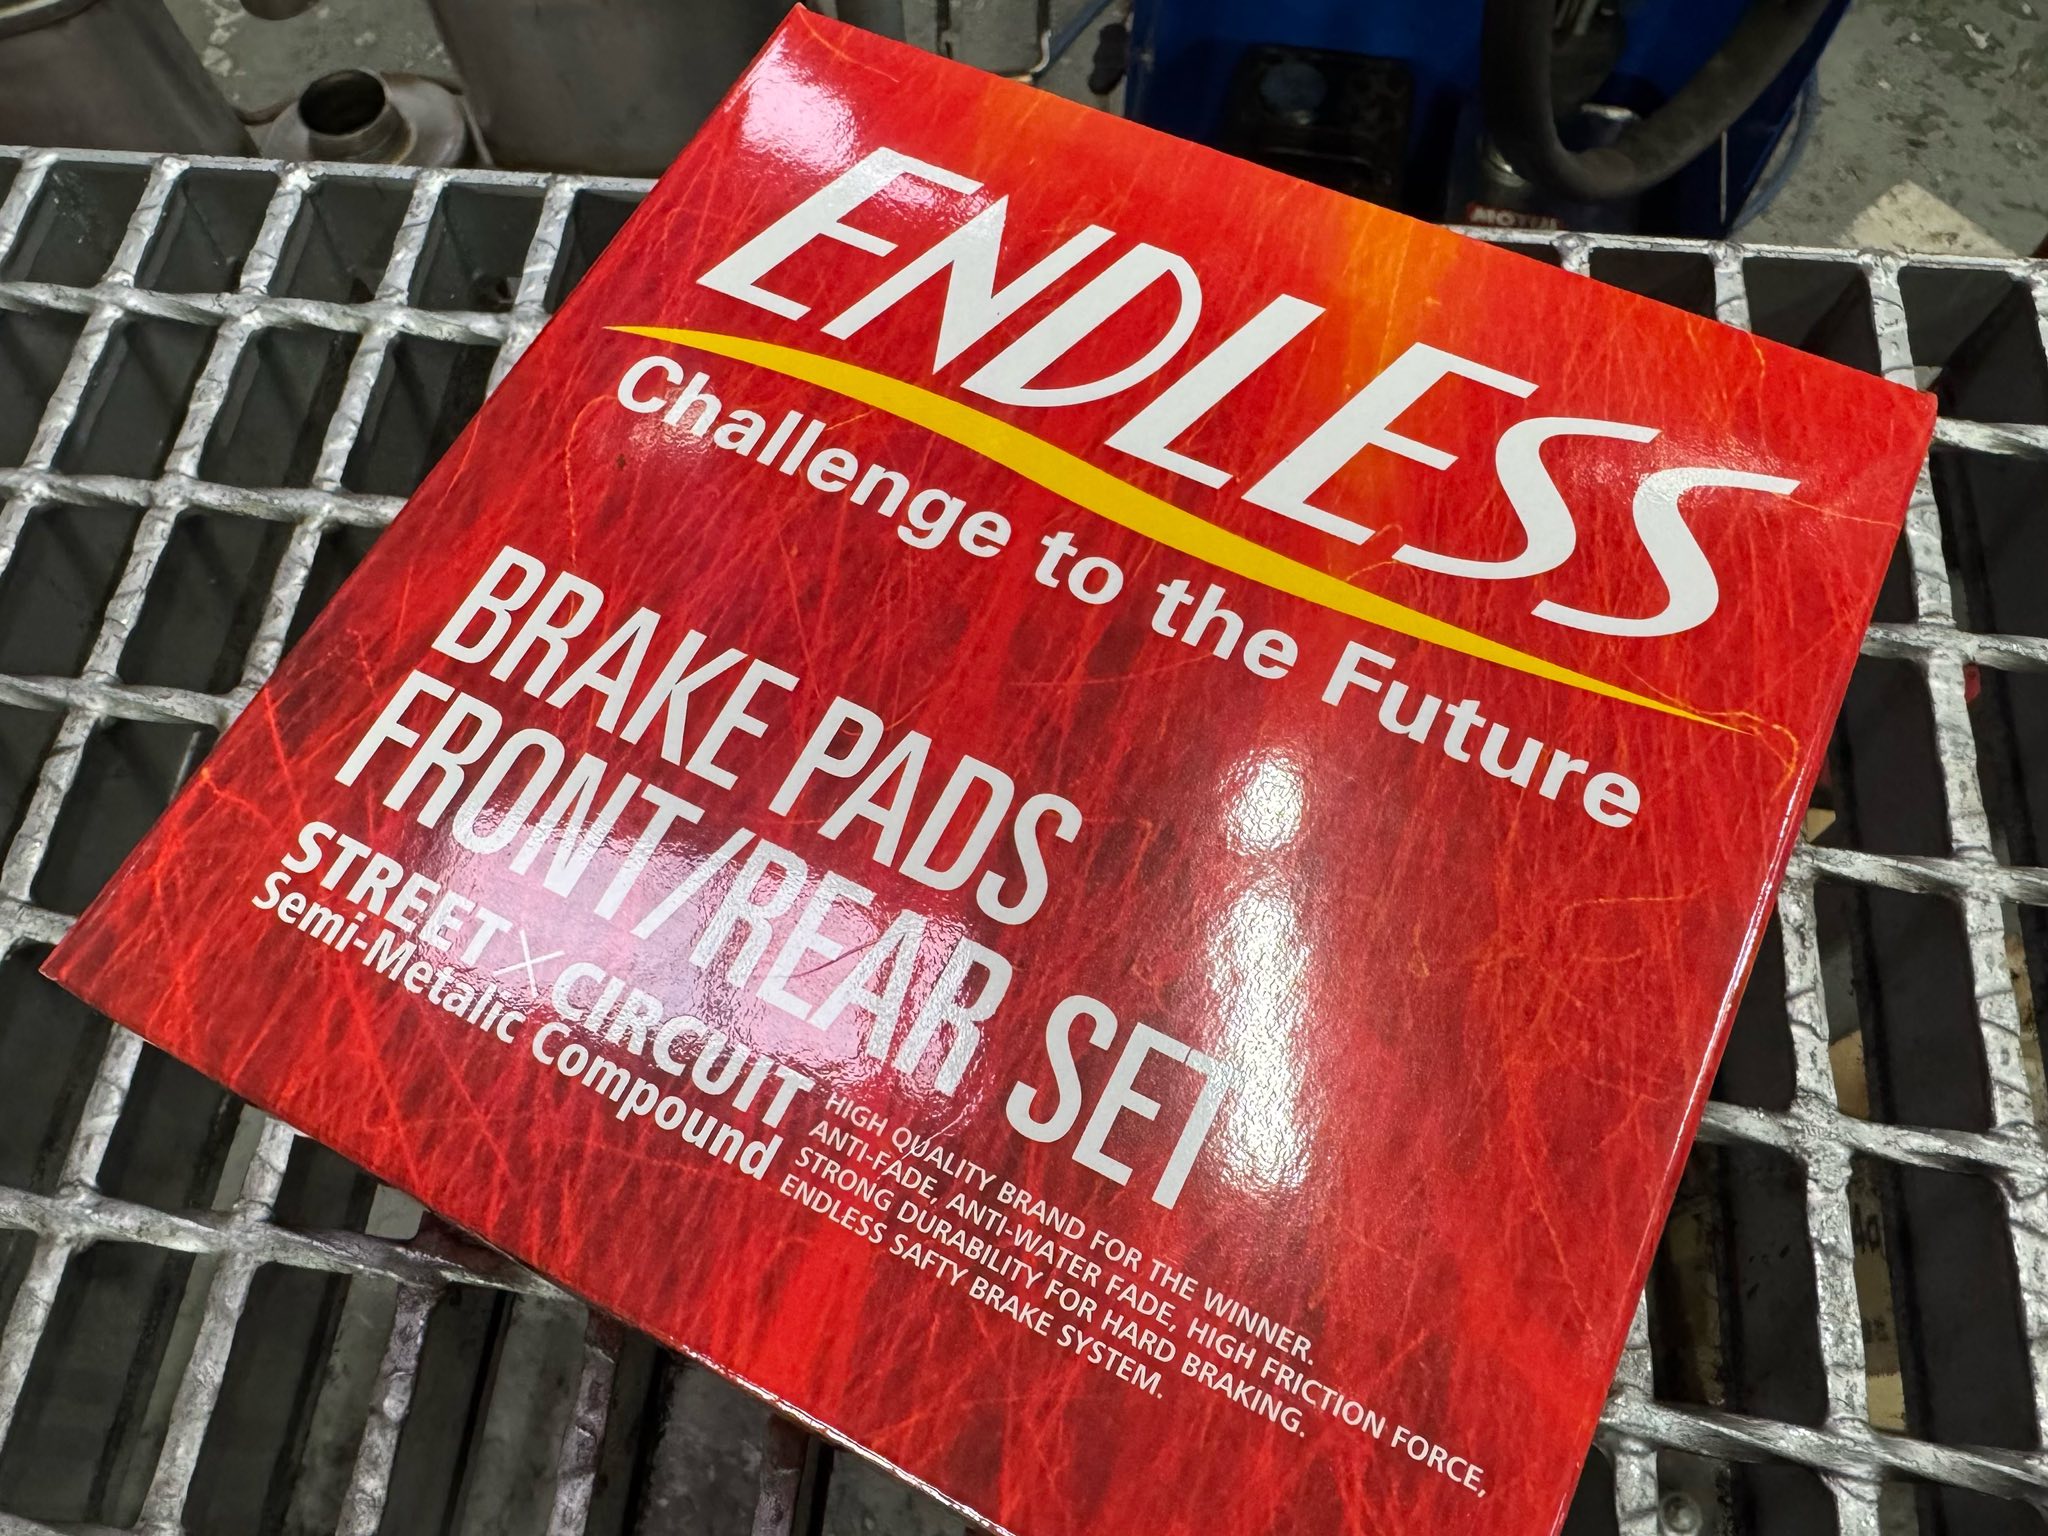 ENDLESS
Challenge to the Future
BRAKE PADS
FRONT/REAR SET
STREET×CIRCUIT
Semi-Metalic Compound
HIGH QUALITY BRAND FOR THE WINNER.
ANTI-FADE, ANTI-WATER FADE, HIGH FRICTION FORCE,
STRONG DURABILITY FOR HARD BRAKING.
ENDLESS SAFTY BRAKE SYSTEM.
MOTUL